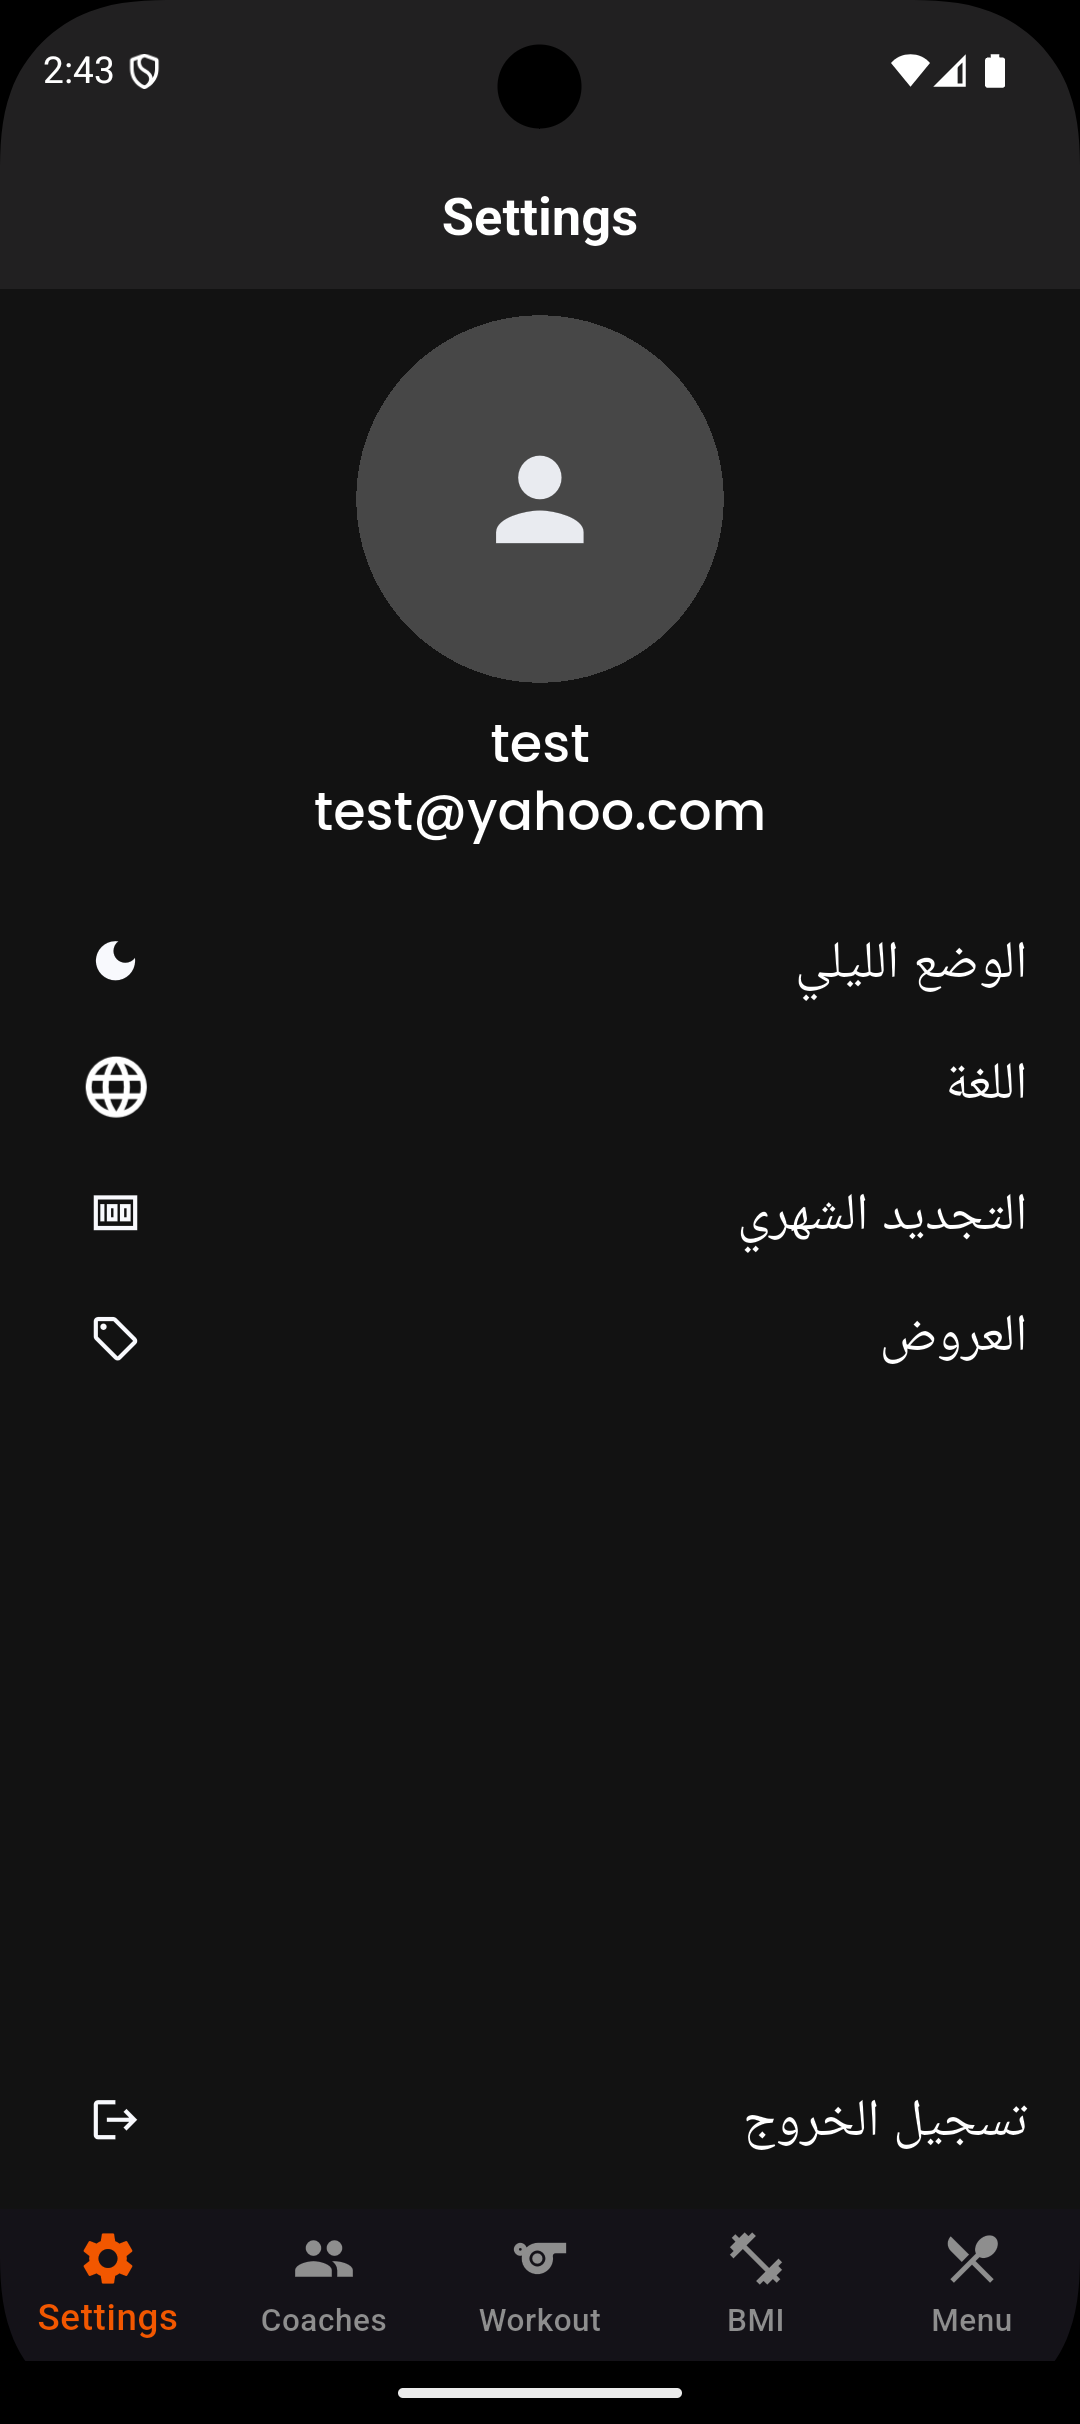 2:43
Settings
test
test@yahoo.com
الوضع الليلي
اللغة
التجديد الشهري
العروض
تسجيل الخروج
Settings Coaches Workout BMI Menu